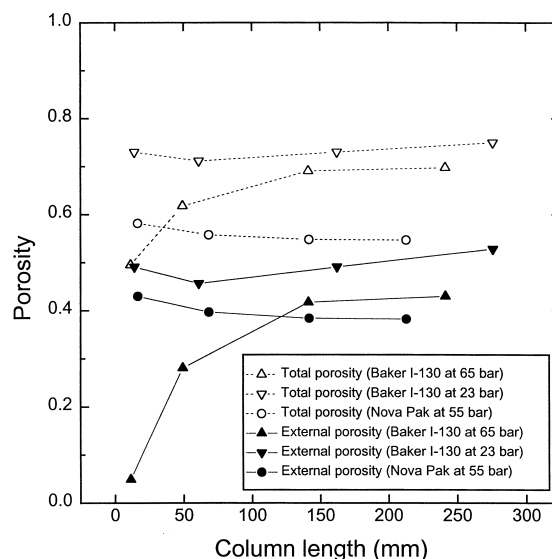 1.0
0.8
0.6
0.4
0.2
0.0
Porosity
Total porosity (Baker I-130 at 65 bar)
Total porosity (Baker I-130 at 23 bar)
Total porosity (Nova Pak at 55 bar)
External porosity (Baker I-130 at 65 bar)
External porosity (Baker I-130 at 23 bar)
External porosity (Nova Pak at 55 bar)
0 50 100 150 200 250 300
Column length (mm)